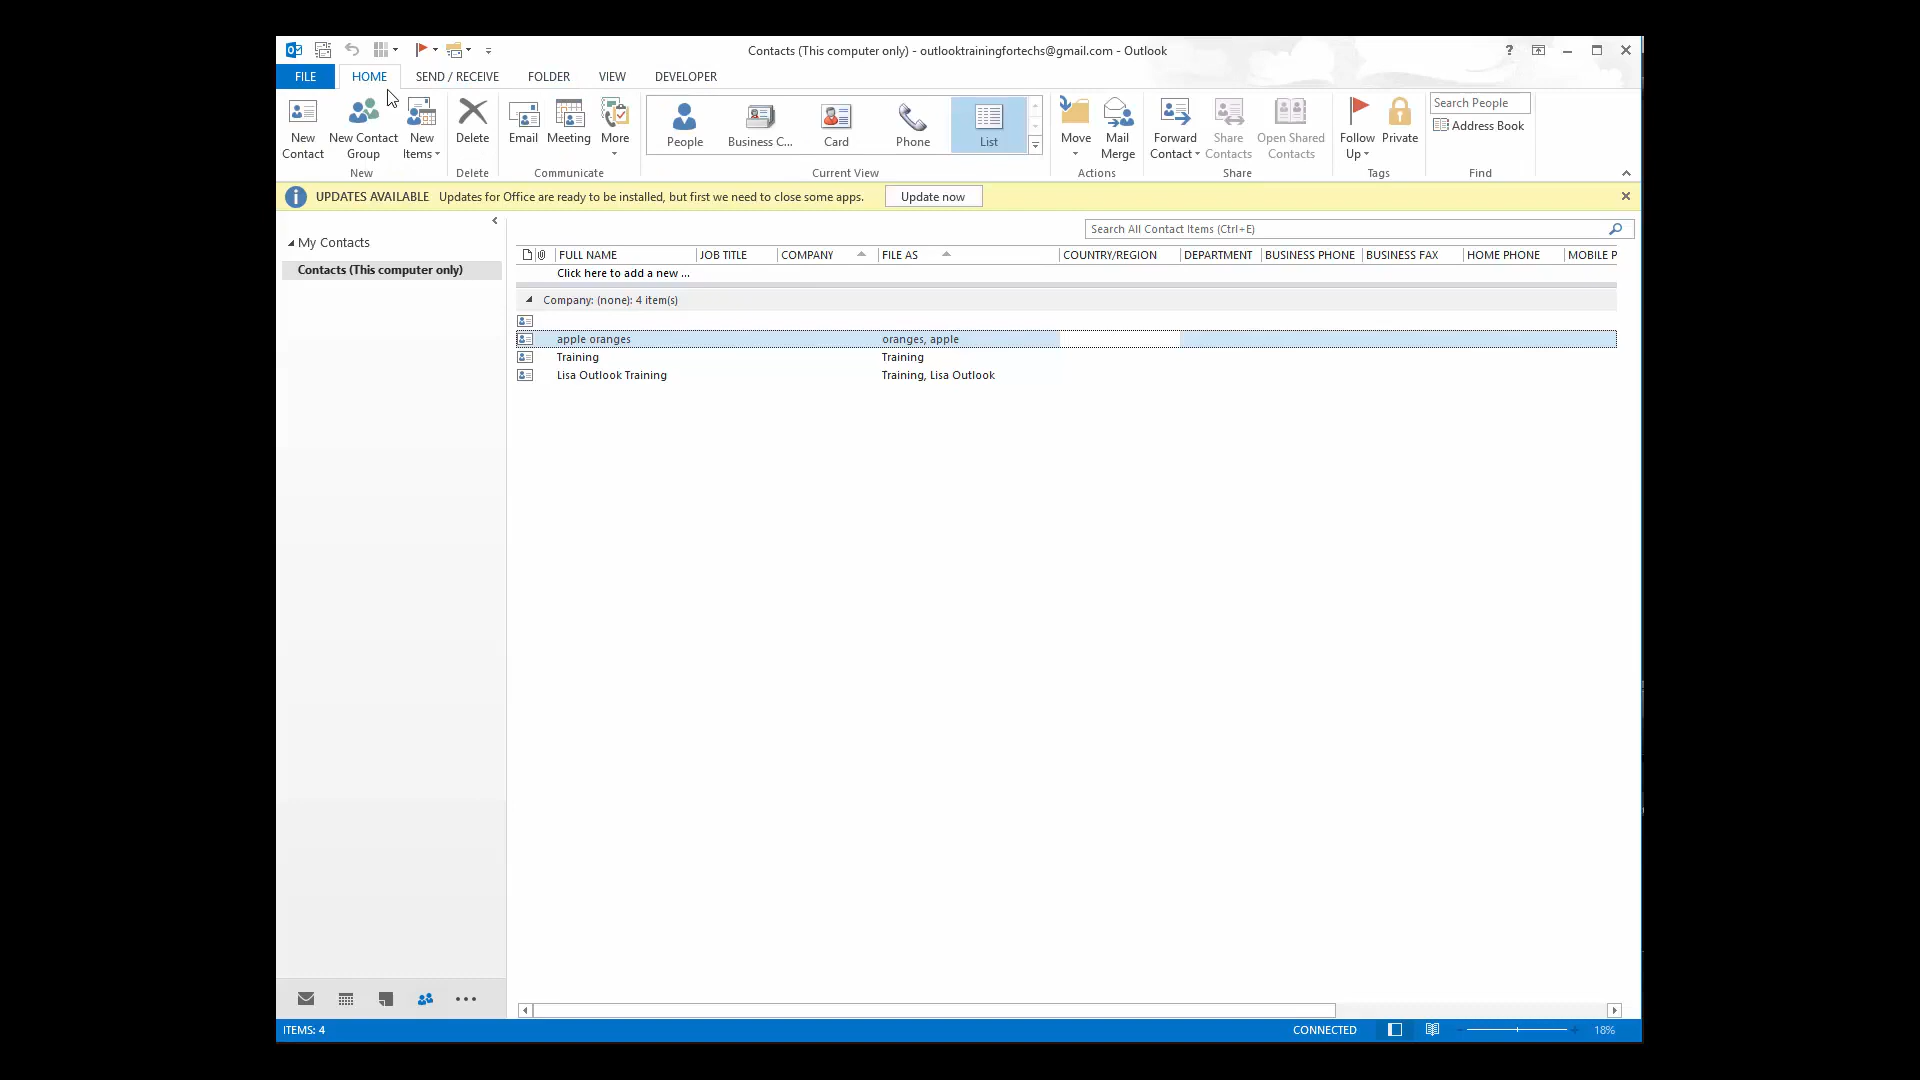 Contacts (This computer only) - outlooktrainingfortechs@gmail.com - Outlook
?
FILE HOME SEND / RECEIVE FOLDER VIEW DEVELOPER
New Contact
New Contact Group
New Items
Delete
Email
Meeting
More
People
Business C...
Card
Phone
List
Move
Mail Merge
Forward Contact
Share Contacts
Open Shared Contacts
Follow Up
Private
Search People
Address Book
New Delete Communicate Current View Actions Share Tags Find
UPDATES AVAILABLE Updates for Office are ready to be installed, but first we need to close some apps. Update now
My Contacts
Contacts (This computer only)
Search All Contact Items (Ctrl+E)
FULL NAME JOB TITLE COMPANY FILE AS COUNTRY/REGION DEPARTMENT BUSINESS PHONE BUSINESS FAX HOME PHONE MOBILE P
Click here to add a new ...
Company: (none): 4 item(s)
apple oranges oranges, apple
Training Training
Lisa Outlook Training Training, Lisa Outlook
ITEMS: 4 CONNECTED 18%